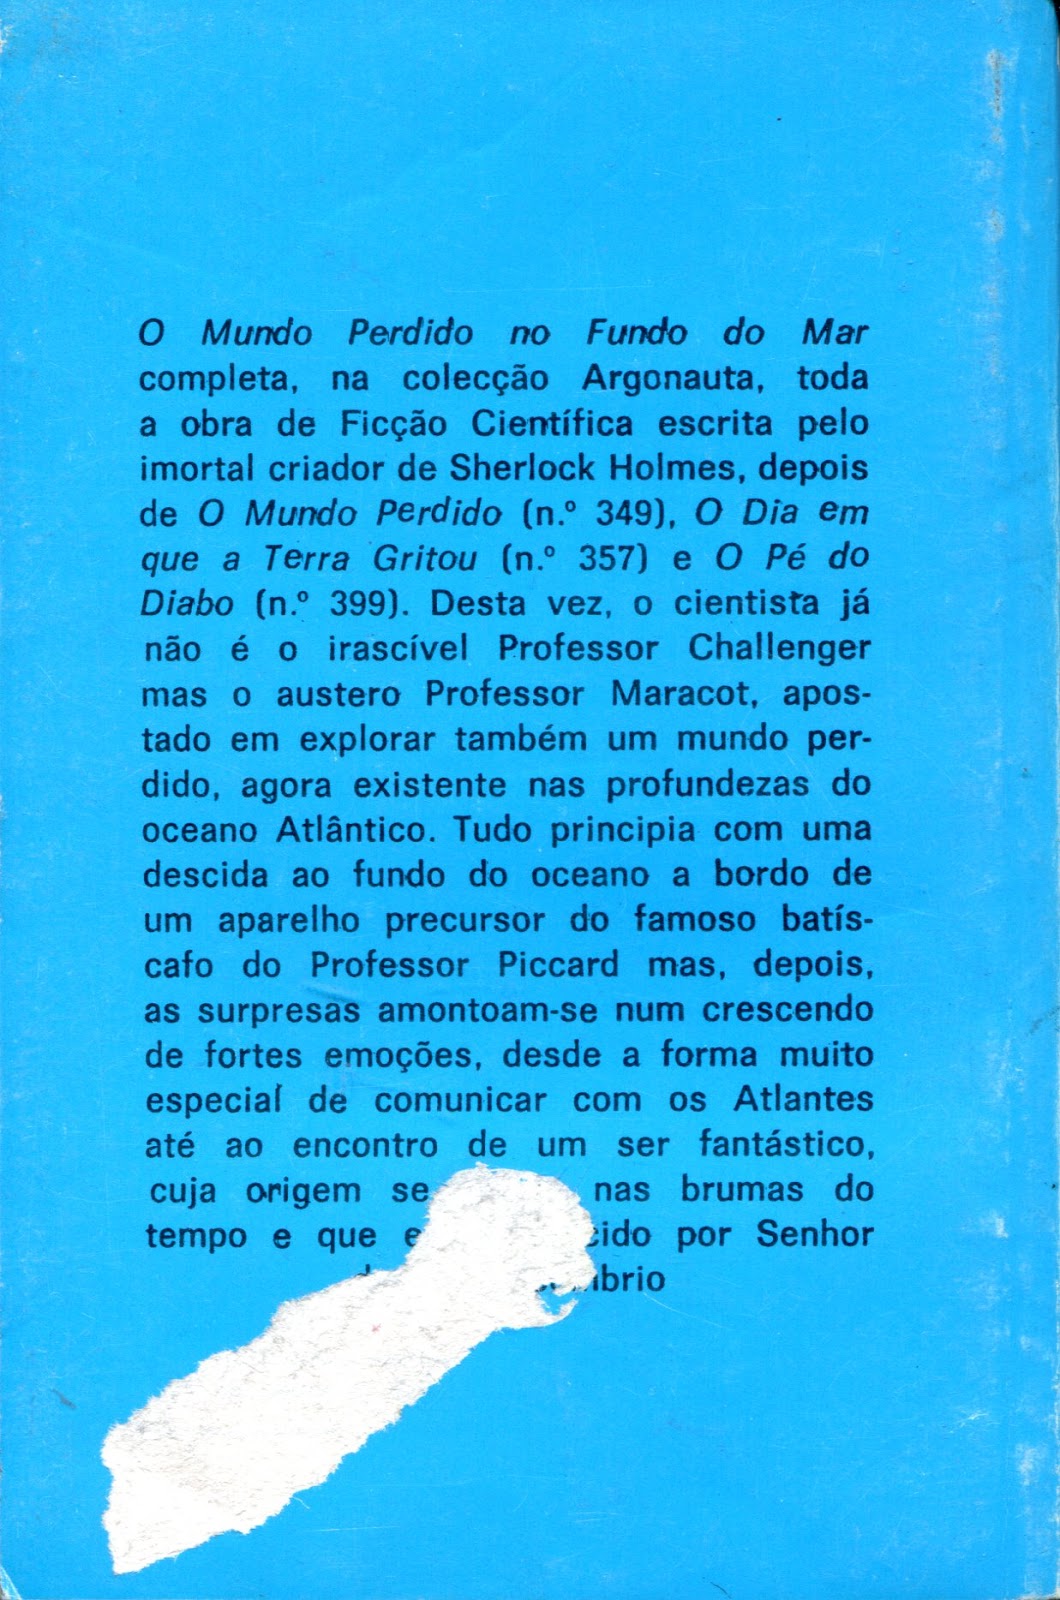 O Mundo Perdido no Fundo do Mar
completa, na colecção Argonauta, toda
a obra de Ficção Científica escrita pelo
imortal criador de Sherlock Holmes, depois
de O Mundo Perdido (n.º 349), O Dia em
que a Terra Gritou (n.º 357) e O Pé do
Diabo (n.º 399). Desta vez, o cientista já
não é o irascível Professor Challenger
mas o austero Professor Maracot, apos-
tado em explorar também um mundo per-
dido, agora existente nas profundezas do
oceano Atlântico. Tudo principia com uma
descida ao fundo do oceano a bordo de
um aparelho precursor do famoso batís-
cafo do Professor Piccard mas, depois,
as surpresas amontoam-se num crescendo
de fortes emoções, desde a forma muito
especial de comunicar com os Atlantes
até ao encontro de um ser fantástico,
cuja origem se nas brumas do
tempo e que por Senhor